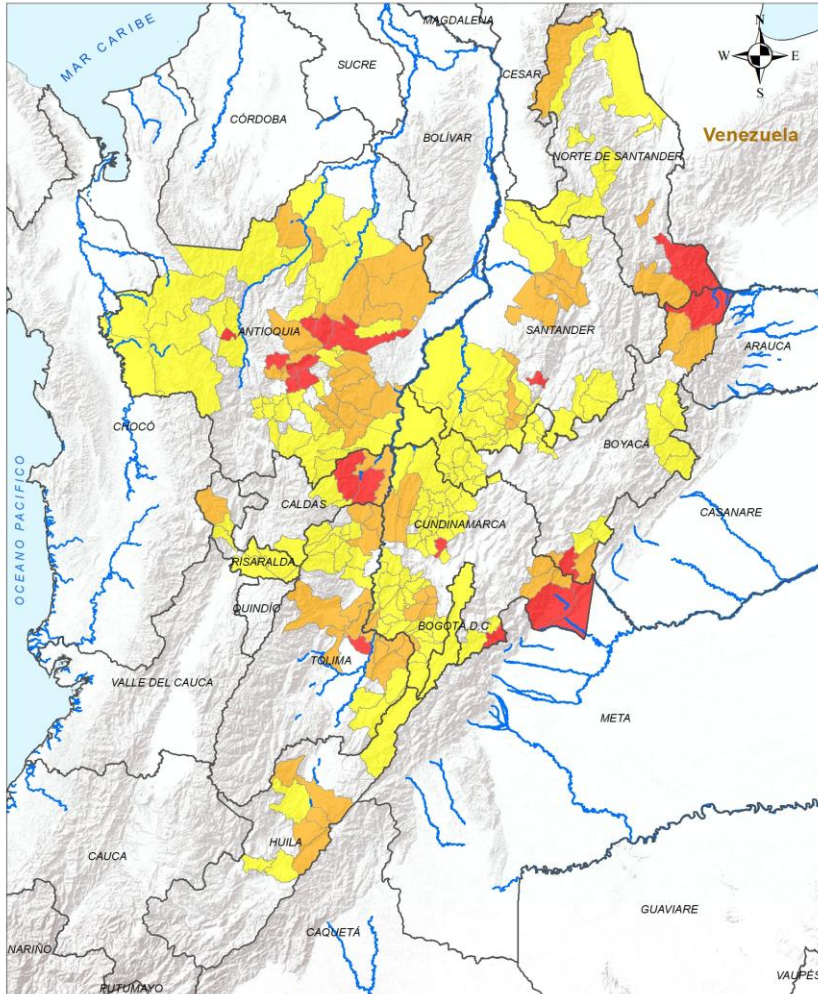 MAGDALENA
N
MAR CARIBE
W
E
SUCRE
CESAR
S
CÓRDOBA
BOLÍVAR
Venezuela
NORTE DE SANTANDER
ANTIOQUIA
SANTANDER
ARAUCA
CHOCÓ
BOYACÁ
OCEANO PACIFICO
CALDAS
CUNDINAMARCA
CASANARE
RISARALDA
QUINDÍO
BOGOTÁ,D,C
TOLIMA
VALLE DEL CAUCA
META
HUILA
CAUCA
GUAVIARE
CAQUETÁ
NARIÑO
VAUPÉS
PUTUMAYO